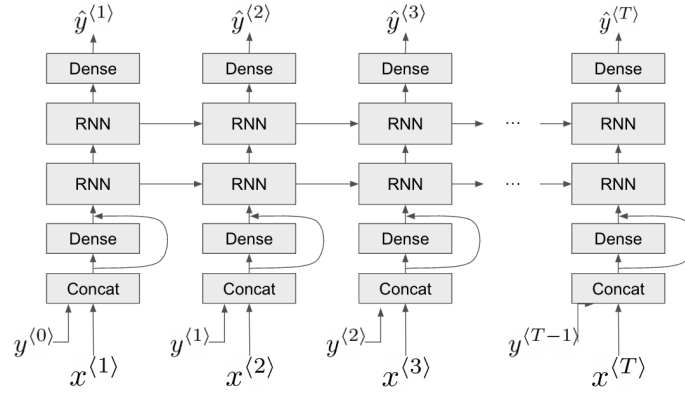 ŷ⟨1⟩ ŷ⟨2⟩ ŷ⟨3⟩ ŷ⟨T⟩
Dense Dense Dense Dense
RNN RNN RNN ... RNN
RNN RNN RNN ... RNN
Dense Dense Dense Dense
Concat Concat Concat Concat
y⟨0⟩ y⟨1⟩ y⟨2⟩ y⟨T−1⟩
x⟨1⟩ x⟨2⟩ x⟨3⟩ x⟨T⟩